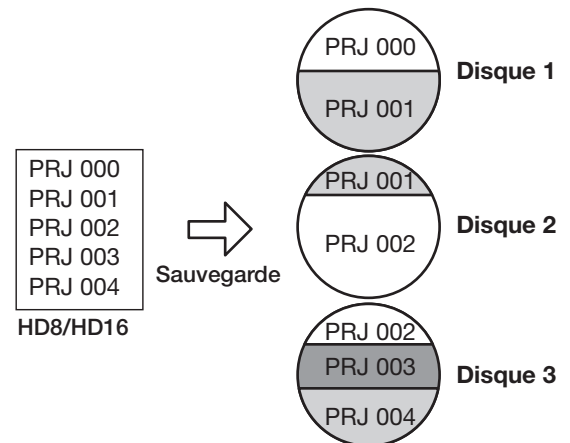 PRJ 000
PRJ 001
PRJ 002
PRJ 003
PRJ 004
HD8/HD16
Sauvegarde
PRJ 000
PRJ 001
Disque 1
PRJ 001
PRJ 002
Disque 2
PRJ 002
PRJ 003
PRJ 004
Disque 3